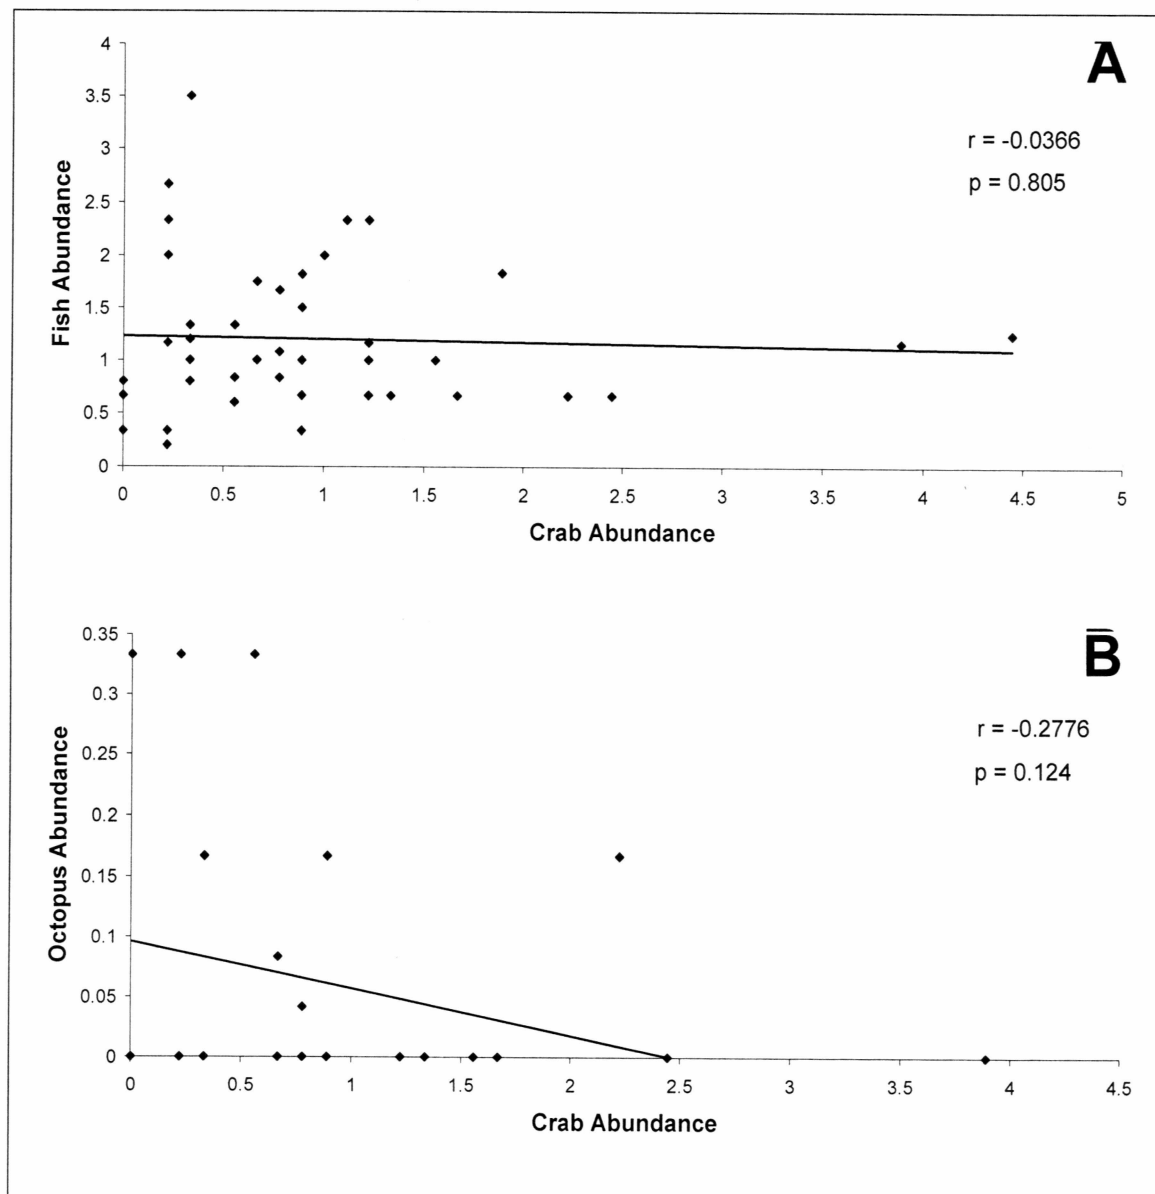 A
r = -0.0366
p = 0.805
Fish Abundance
4
3.5
3
2.5
2
1.5
1
0.5
0
0 0.5 1 1.5 2 2.5 3 3.5 4 4.5 5
Crab Abundance
B
r = -0.2776
p = 0.124
Octopus Abundance
0.35
0.3
0.25
0.2
0.15
0.1
0.05
0
0 0.5 1 1.5 2 2.5 3 3.5 4 4.5
Crab Abundance